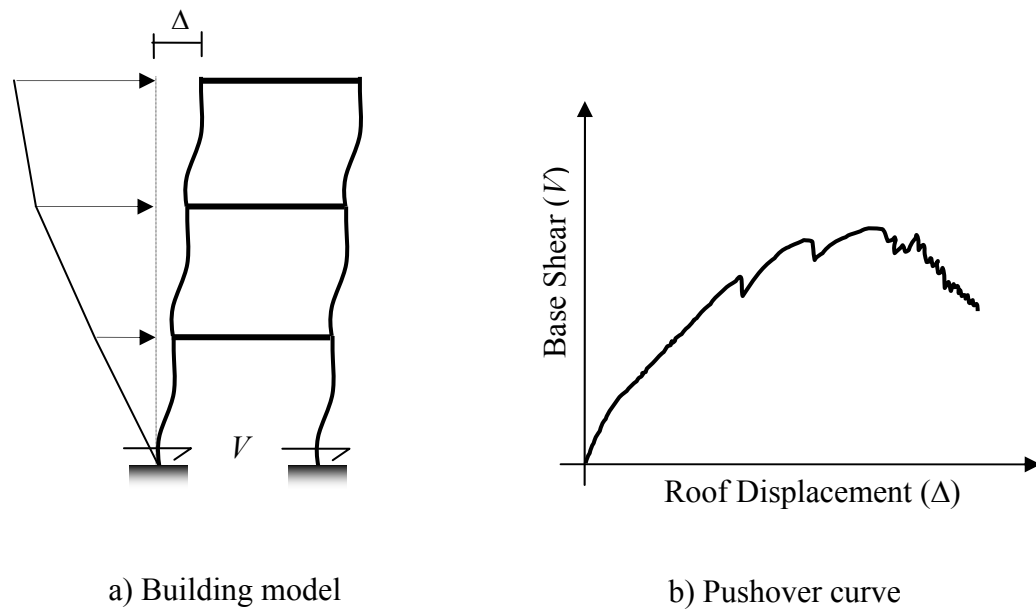 Δ
V
a) Building model
Base Shear (V)
Roof Displacement (Δ)
b) Pushover curve